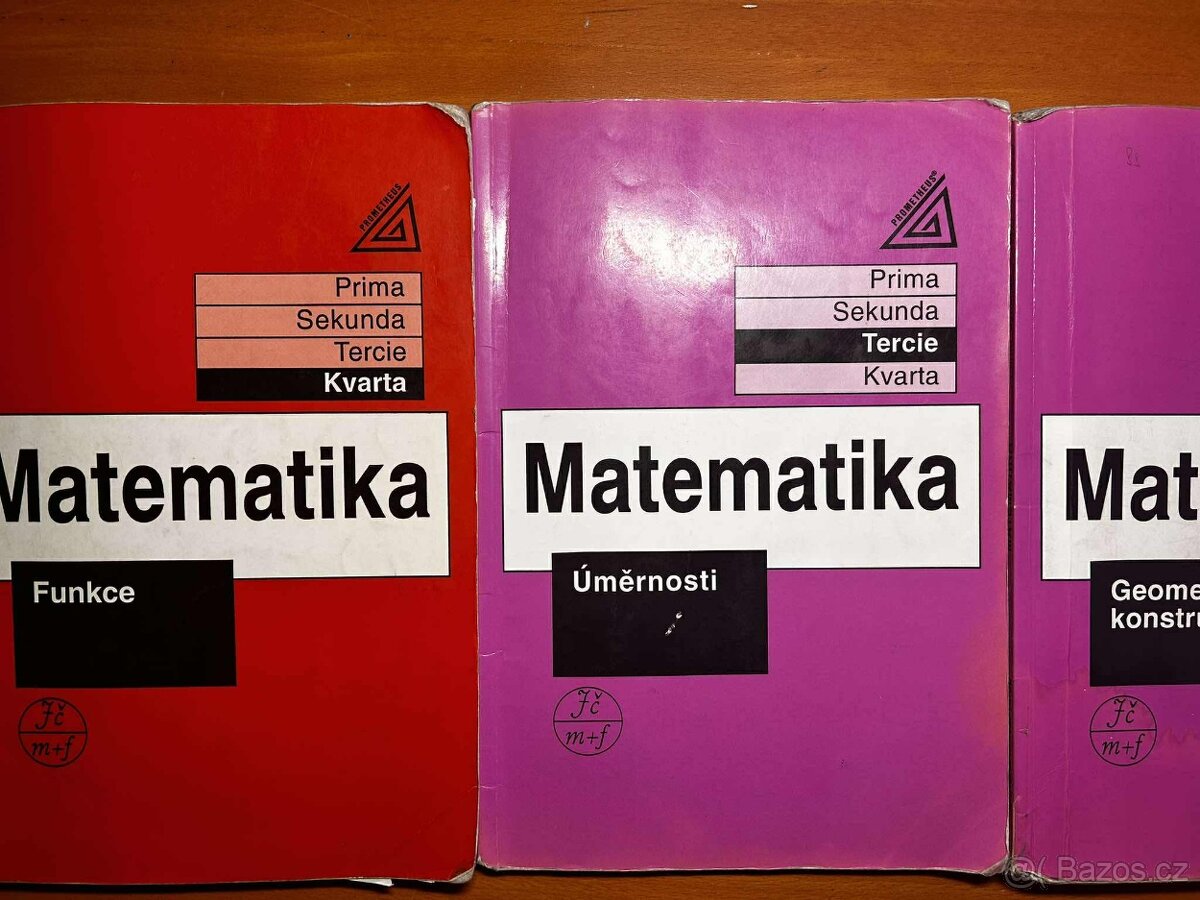 PROMETHEUS
Prima
Sekunda
Tercie
Kvarta
Matematika
Funkce
Jč
m+f
PROMETHEUS®
Prima
Sekunda
Tercie
Kvarta
Matematika
Úměrnosti
Jč
m+f
Mat
Geome
konstru
Jč
m+f
Bazos.cz